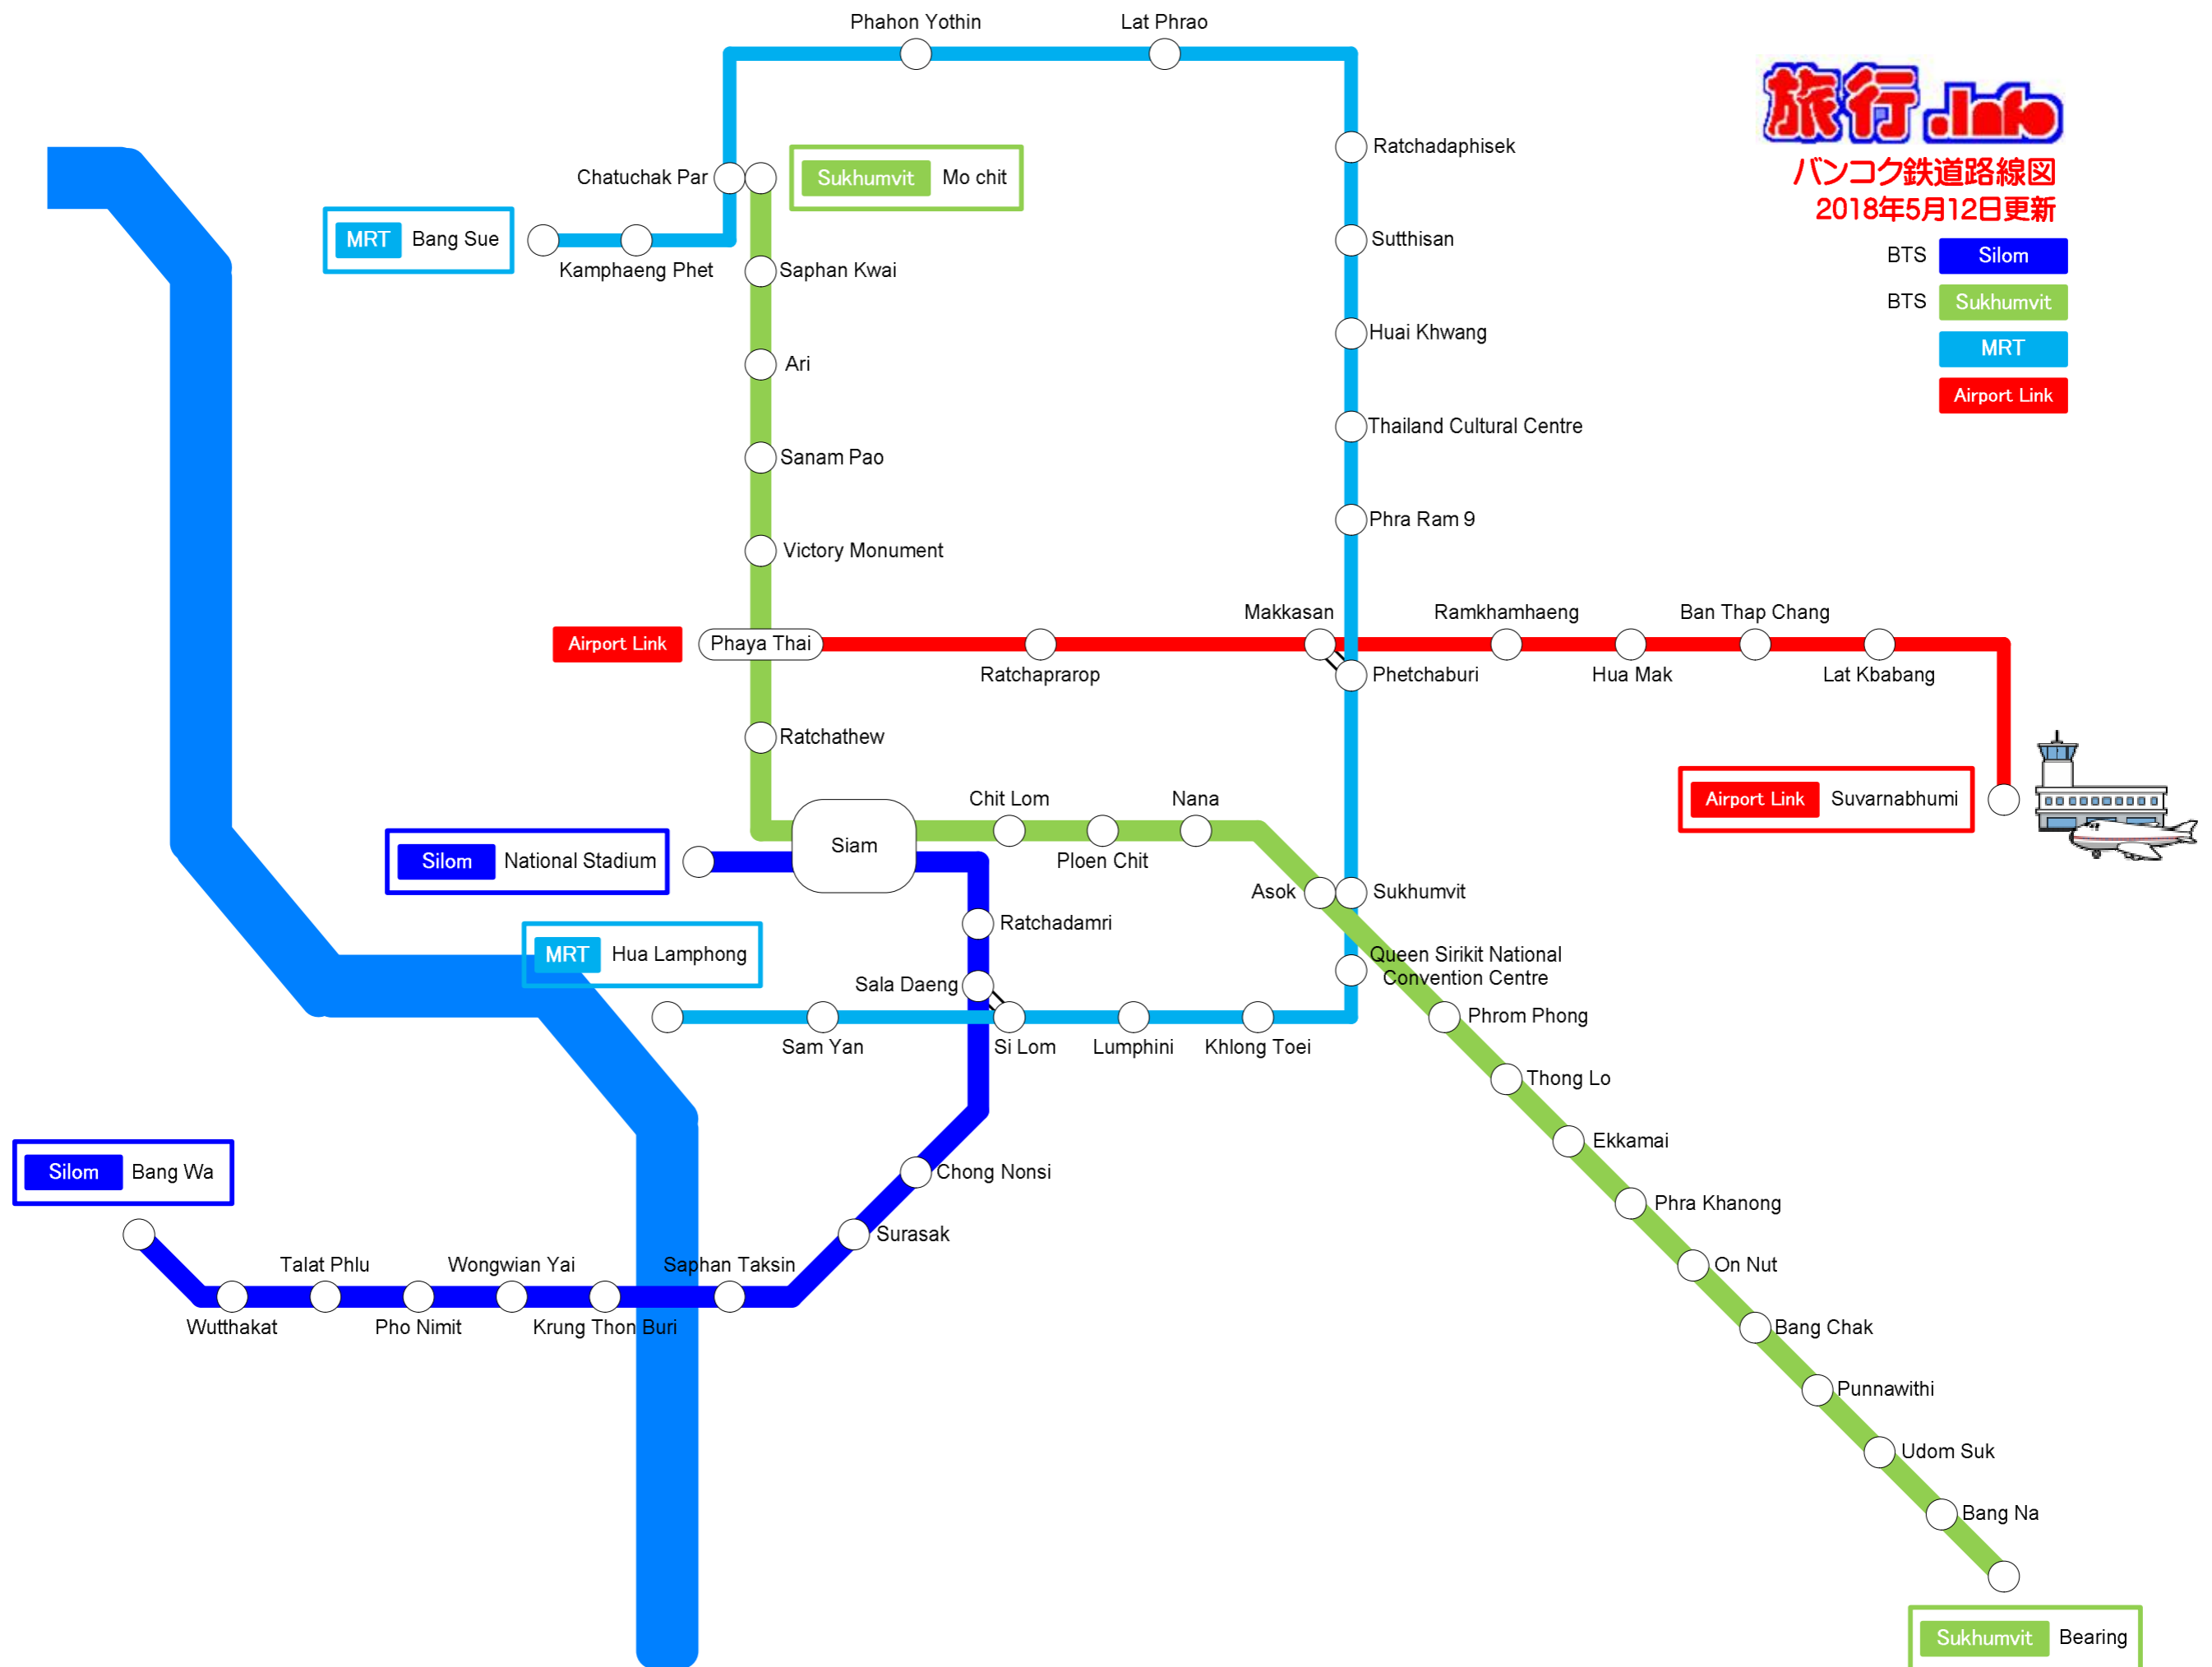 Phahon Yothin
Lat Phrao
旅行.Info
バンコク鉄道路線図
2018年5月12日更新
BTS Silom
BTS Sukhumvit
MRT
Airport Link
Ratchadaphisek
Chatuchak Par
Sukhumvit Mo chit
MRT Bang Sue
Kamphaeng Phet
Saphan Kwai
Sutthisan
Huai Khwang
Ari
Thailand Cultural Centre
Sanam Pao
Phra Ram 9
Victory Monument
Makkasan
Ramkhamhaeng
Ban Thap Chang
Airport Link
Phaya Thai
Ratchaprarop
Phetchaburi
Hua Mak
Lat Kbabang
Ratchathew
Chit Lom
Nana
Airport Link Suvarnabhumi
Siam
Silom National Stadium
Ploen Chit
Asok
Sukhumvit
Ratchadamri
MRT Hua Lamphong
Queen Sirikit National
Convention Centre
Sala Daeng
Phrom Phong
Sam Yan
Si Lom
Lumphini
Khlong Toei
Thong Lo
Ekkamai
Silom Bang Wa
Chong Nonsi
Phra Khanong
Surasak
Talat Phlu
Wongwian Yai
Saphan Taksin
On Nut
Wutthakat
Pho Nimit
Krung Thon Buri
Bang Chak
Punnawithi
Udom Suk
Bang Na
Sukhumvit Bearing